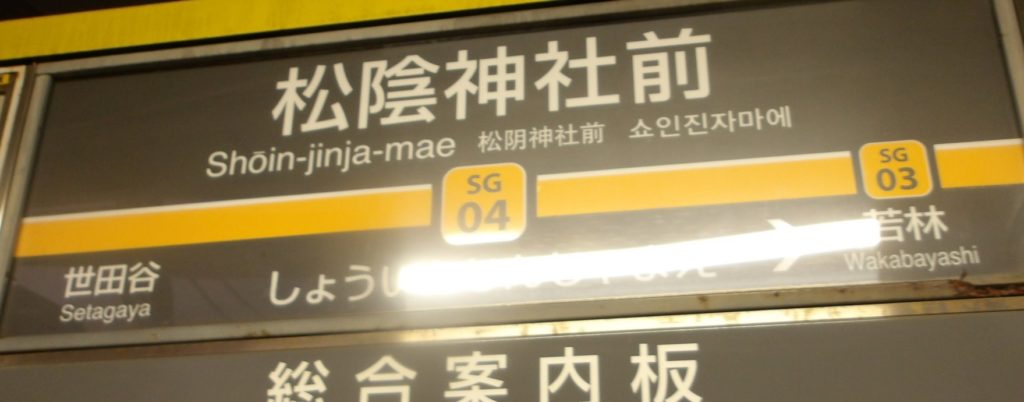 松陰神社前
Shōin-jinja-mae 松阴神社前 쇼인진자마에
SG 04
SG 03
世田谷
Setagaya
しょうい
若林
Wakabayashi
総合案内板